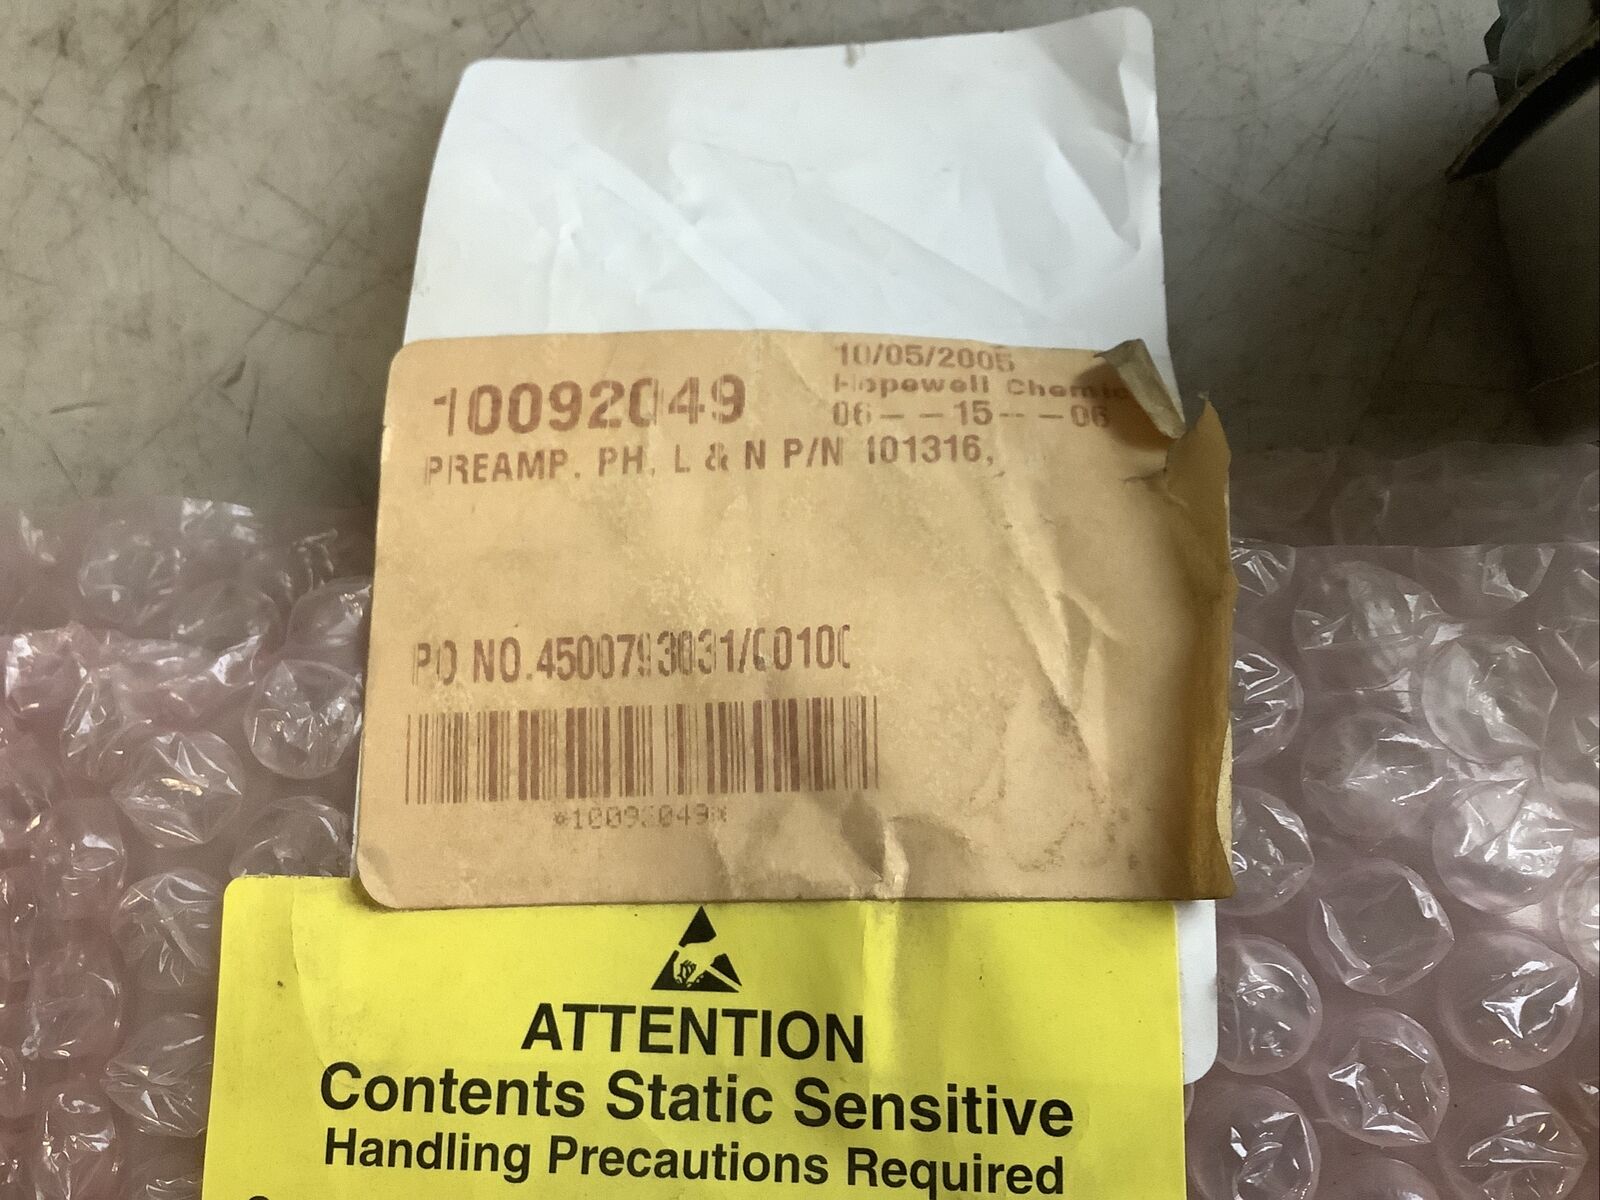 10092049
10/05/2005
Hopewell Chemic
06--15--06
PREAMP, PH, L & N P/N 101316,
PO NO.4500793031/00100
*10092049*
ATTENTION
Contents Static Sensitive
Handling Precautions Required